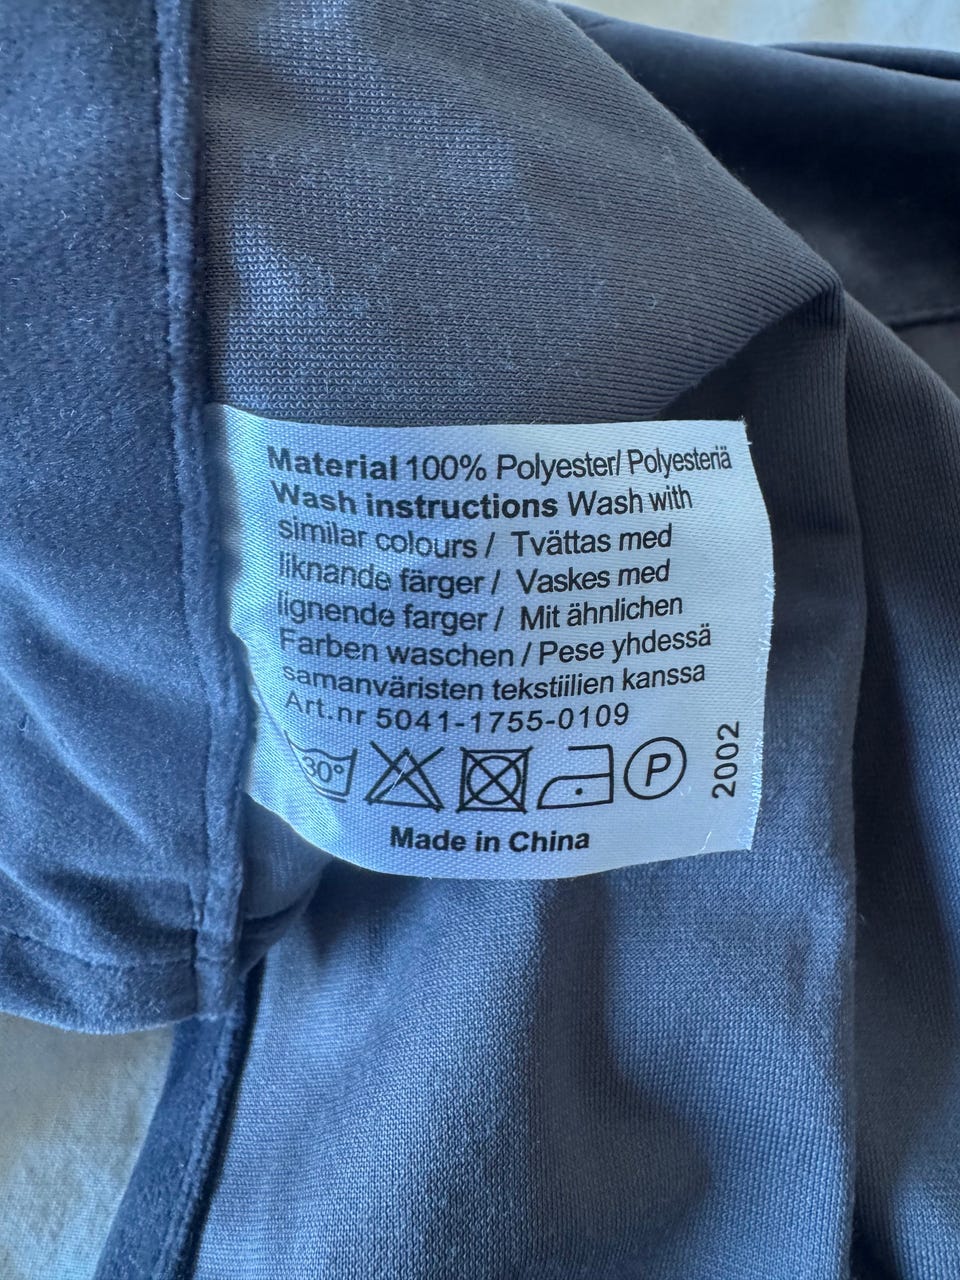 Material 100% Polyester/ Polyesteriä
Wash instructions Wash with
similar colours / Tvättas med
liknande färger / Vaskes med
lignende farger / Mit ähnlichen
Farben waschen / Pese yhdessä
samanväristen tekstiilien kanssa
Art.nr 5041-1755-0109
30°
P
2002
Made in China